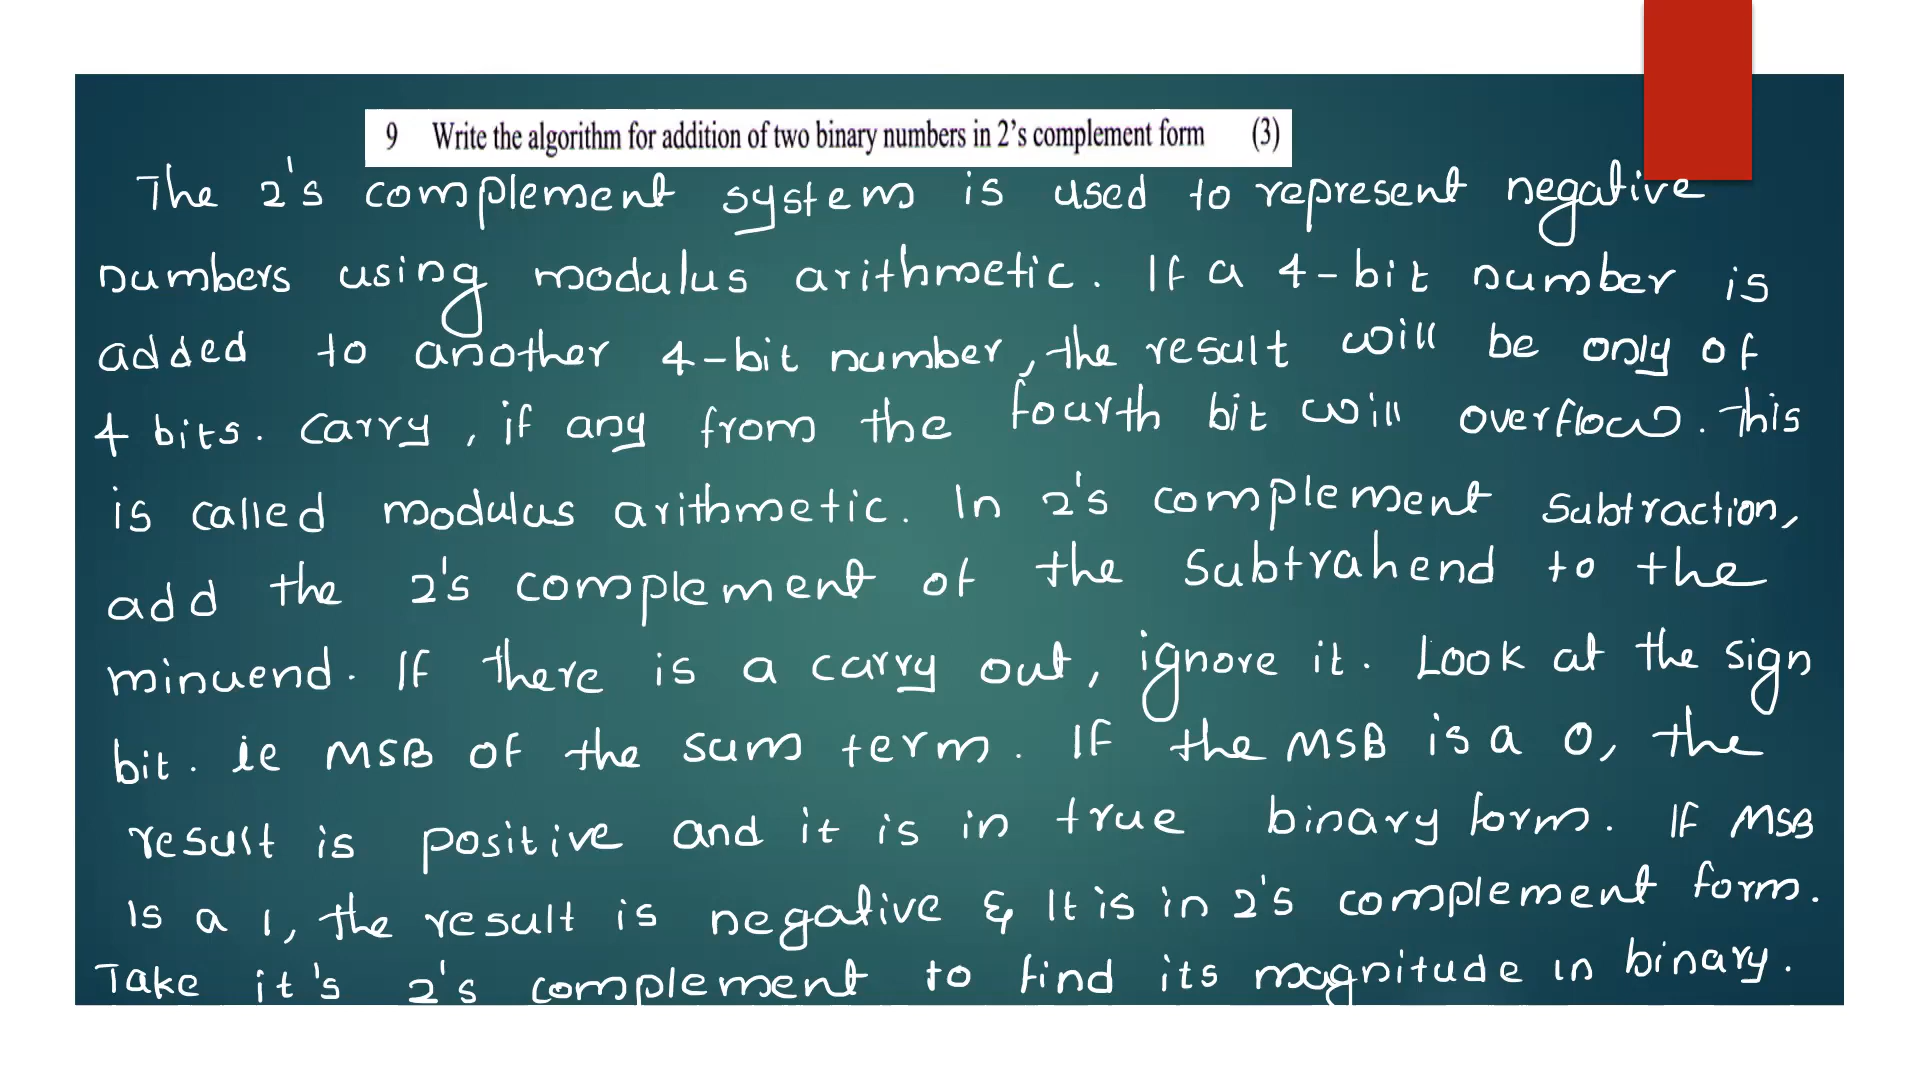 9 Write the algorithm for addition of two binary numbers in 2's complement form (3)
The 2's complement system is used to represent negative
numbers using modulus arithmetic. If a 4-bit number is
added to another 4-bit number, the result will be only of
4 bits. Carry, if any from the fourth bit will overflow. This
is called modulus arithmetic. In 2's complement subtraction,
add the 2's complement of the subtrahend to the
minuend. If there is a carry out, ignore it. Look at the sign
bit. ie MSB of the sum term. If the MSB is a 0, the
result is positive and it is in true binary form. If MSB
is a 1, the result is negative & It is in 2's complement form.
Take it's 2's complement to find its magnitude in binary.